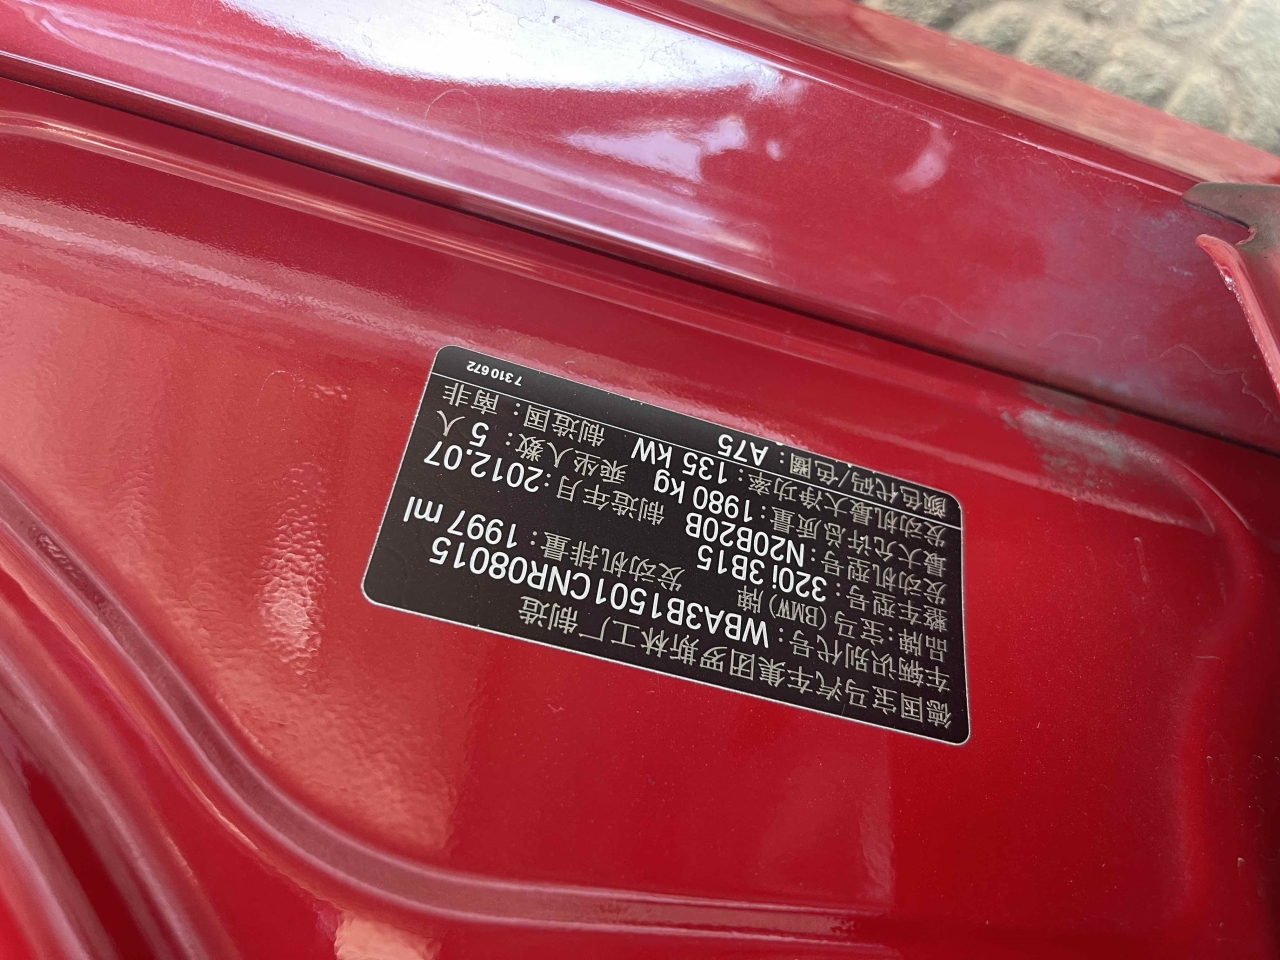 德国宝马汽车集团罗斯林工厂 制造
车辆识别代号: WBA3B1501CNR08015
品牌: 宝马 (BMW) 牌 发动机排量: 1997 ml
整车型号: 320i 3B15
发动机型号: N20B20B 制造年月:2012.07
最大允许总质量: 1980 kg 乘坐人数: 5 人
发动机最大净功率: 135 kW 制造国: 南非
颜色代码/色圈: A75
7310672